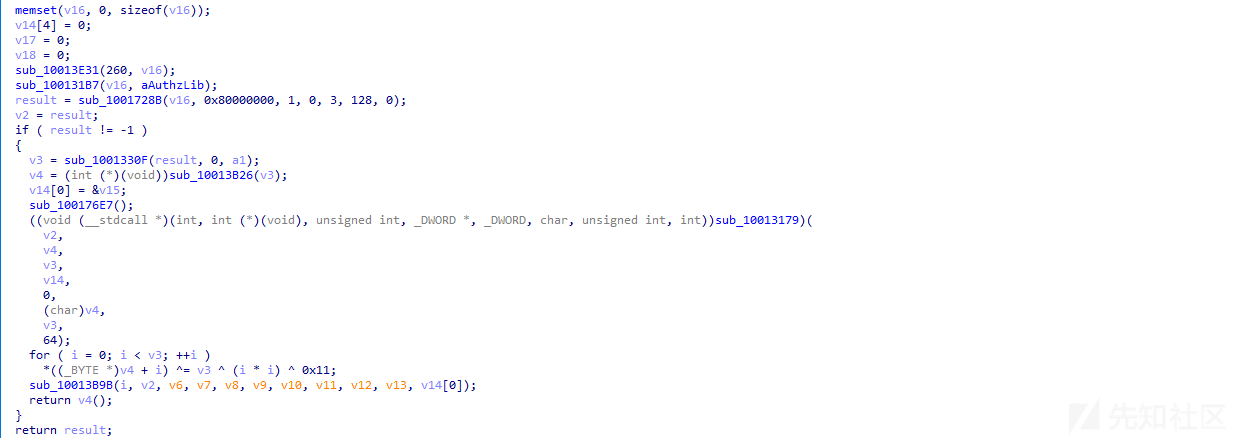 memset(v16, 0, sizeof(v16));
v14[4] = 0;
v17 = 0;
v18 = 0;
sub_10013E31(260, v16);
sub_100131B7(v16, aAuthzLib);
result = sub_1001728B(v16, 0x80000000, 1, 0, 3, 128, 0);
v2 = result;
if ( result != -1 )
{
v3 = sub_1001330F(result, 0, a1);
v4 = (int (*)(void))sub_10013B26(v3);
v14[0] = &v15;
sub_100176E7();
((void (__stdcall *)(int, int (*)(void), unsigned int, _DWORD *, _DWORD, char, unsigned int, int))sub_10013179)(
v2,
v4,
v3,
v14,
0,
(char)v4,
v3,
64);
for ( i = 0; i < v3; ++i )
*((_BYTE *)v4 + i) ^= v3 ^ (i * i) ^ 0x11;
sub_10013B9B(i, v2, v6, v7, v8, v9, v10, v11, v12, v13, v14[0]);
return v4();
}
return result;
先知社区